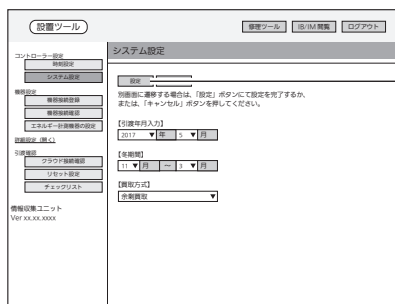 設置ツール
修理ツール
IB/IM 閲覧
ログアウト
コントローラー設定
時刻設定
システム設定
機器設定
機器接続登録
機器接続確認
エネルギー計測機器の設定
詳細設定（開く）
引渡確認
クラウド接続確認
リセット設定
チェックリスト
情報収集ユニット
Ver xx.xx.xxxx
システム設定
設定
別画面に遷移する場合は、「設定」ボタンにて設定を完了するか、
または、「キャンセル」ボタンを押してください。
【引渡年月入力】
2017 ▼ 年 5 ▼ 月
【冬期間】
11 ▼ 月 ～ 3 ▼ 月
【買取方式】
余剰買取 ▼